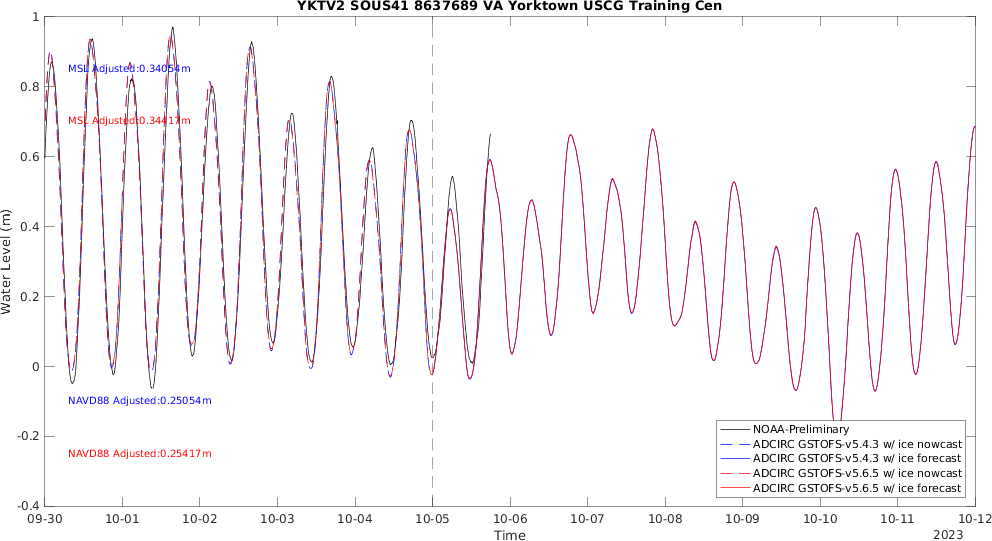 YKTV2 SOUS41 8637689 VA Yorktown USCG Training Cen
1
0.8
0.6
0.4
0.2
0
-0.2
-0.4
Water Level (m)
MSL Adjusted:0.34054m
MSL Adjusted:0.34417m
NAVD88 Adjusted:0.25054m
NAVD88 Adjusted:0.25417m
NOAA-Preliminary
ADCIRC GSTOFS-v5.4.3 w/ ice nowcast
ADCIRC GSTOFS-v5.4.3 w/ ice forecast
ADCIRC GSTOFS-v5.6.5 w/ ice nowcast
ADCIRC GSTOFS-v5.6.5 w/ ice forecast
09-30 10-01 10-02 10-03 10-04 10-05 10-06 10-07 10-08 10-09 10-10 10-11 10-12
Time
2023